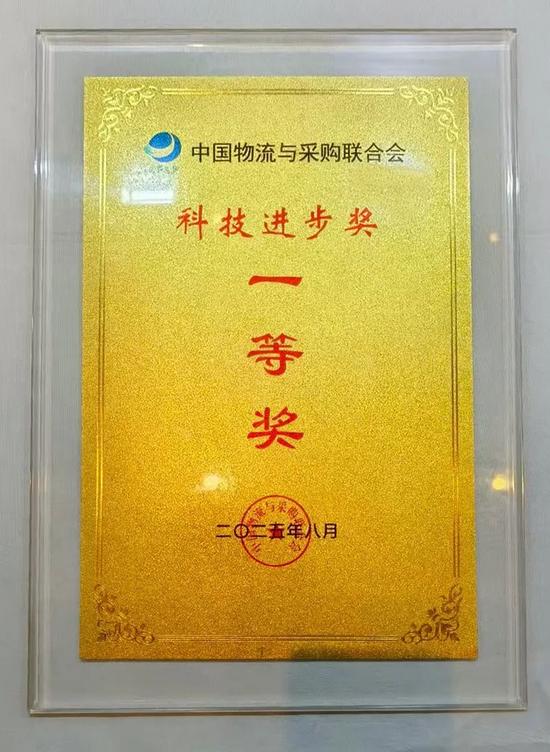 中国物流与采购联合会
科技进步奖
一
等
奖
二〇二五年八月